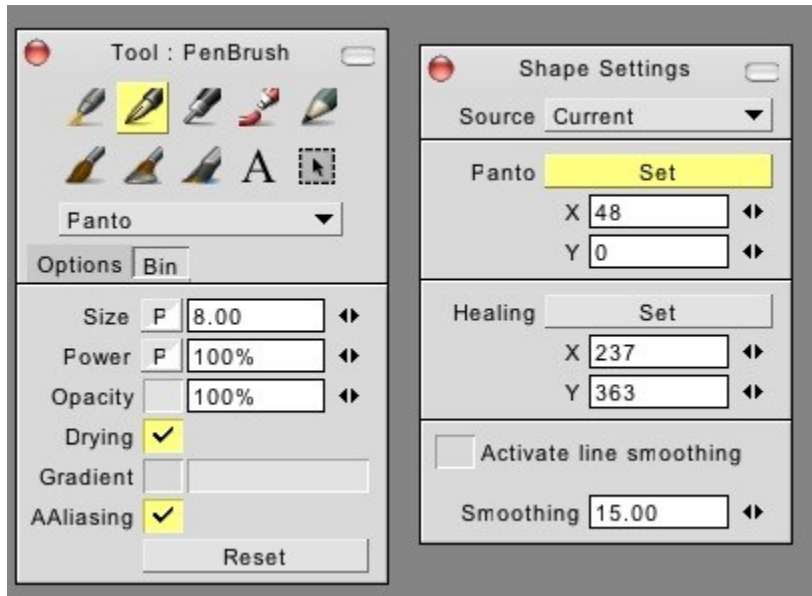 Tool : PenBrush
A
Panto
Options Bin
Size P 8.00
Power P 100%
Opacity 100%
Drying
Gradient
AAliasing
Reset
Shape Settings
Source Current
Panto Set
X 48
Y 0
Healing Set
X 237
Y 363
Activate line smoothing
Smoothing 15.00